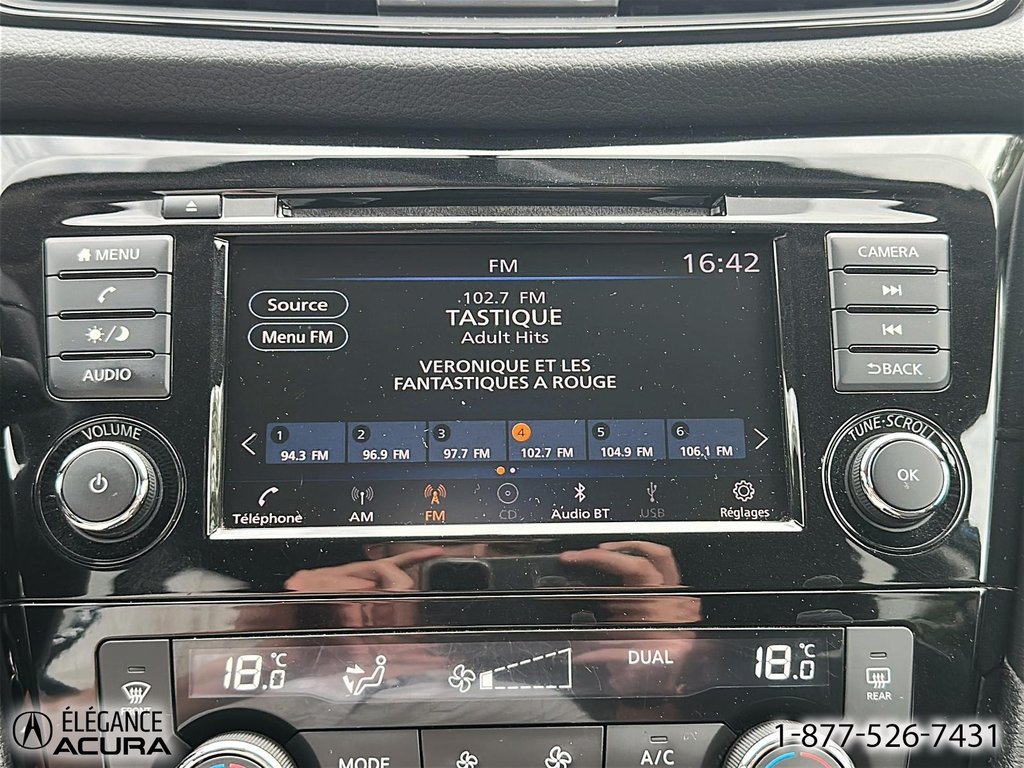 MENU
AUDIO
VOLUME
CAMERA
BACK
TUNE·SCROLL
OK
FM
16:42
Source
Menu FM
102.7 FM
TASTIQUE
Adult Hits
VERONIQUE ET LES
FANTASTIQUES A ROUGE
1 2 3 4 5 6
94.3 FM 96.9 FM 97.7 FM 102.7 FM 104.9 FM 106.1 FM
Téléphone AM FM CD Audio BT USB Réglages
18.0 °C
DUAL
18.0 °C
FRONT
REAR
MODE
A/C
ÉLÉGANCE
ACURA
1-877-526-7431